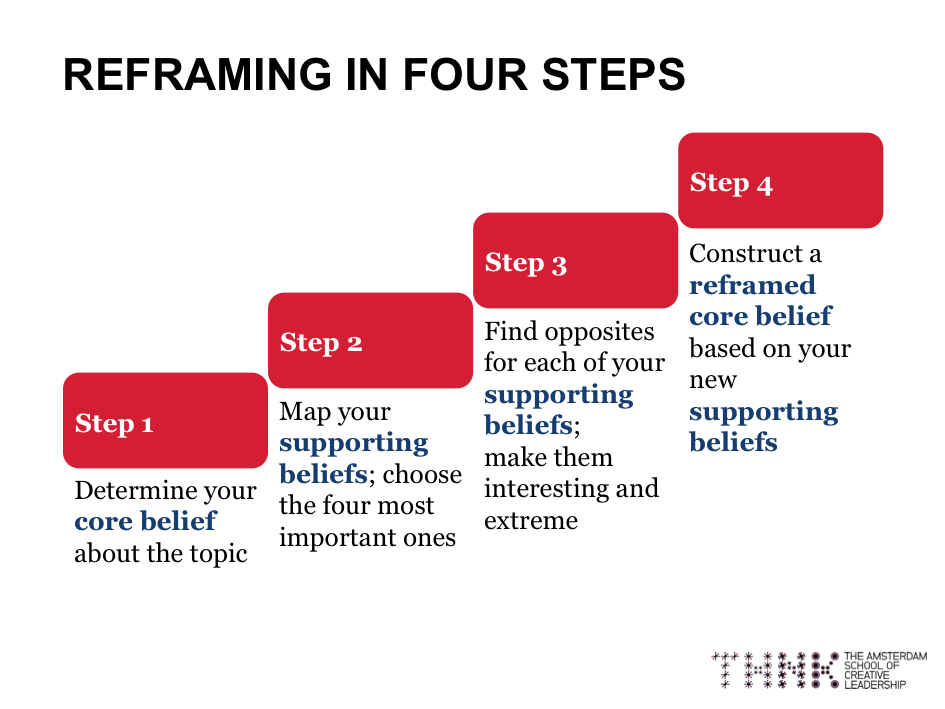 REFRAMING IN FOUR STEPS
Step 1
Determine your
core belief
about the topic
Step 2
Map your
supporting
beliefs; choose
the four most
important ones
Step 3
Find opposites
for each of your
supporting
beliefs;
make them
interesting and
extreme
Step 4
Construct a
reframed
core belief
based on your
new
supporting
beliefs
THNK
THE AMSTERDAM
SCHOOL OF
CREATIVE
LEADERSHIP